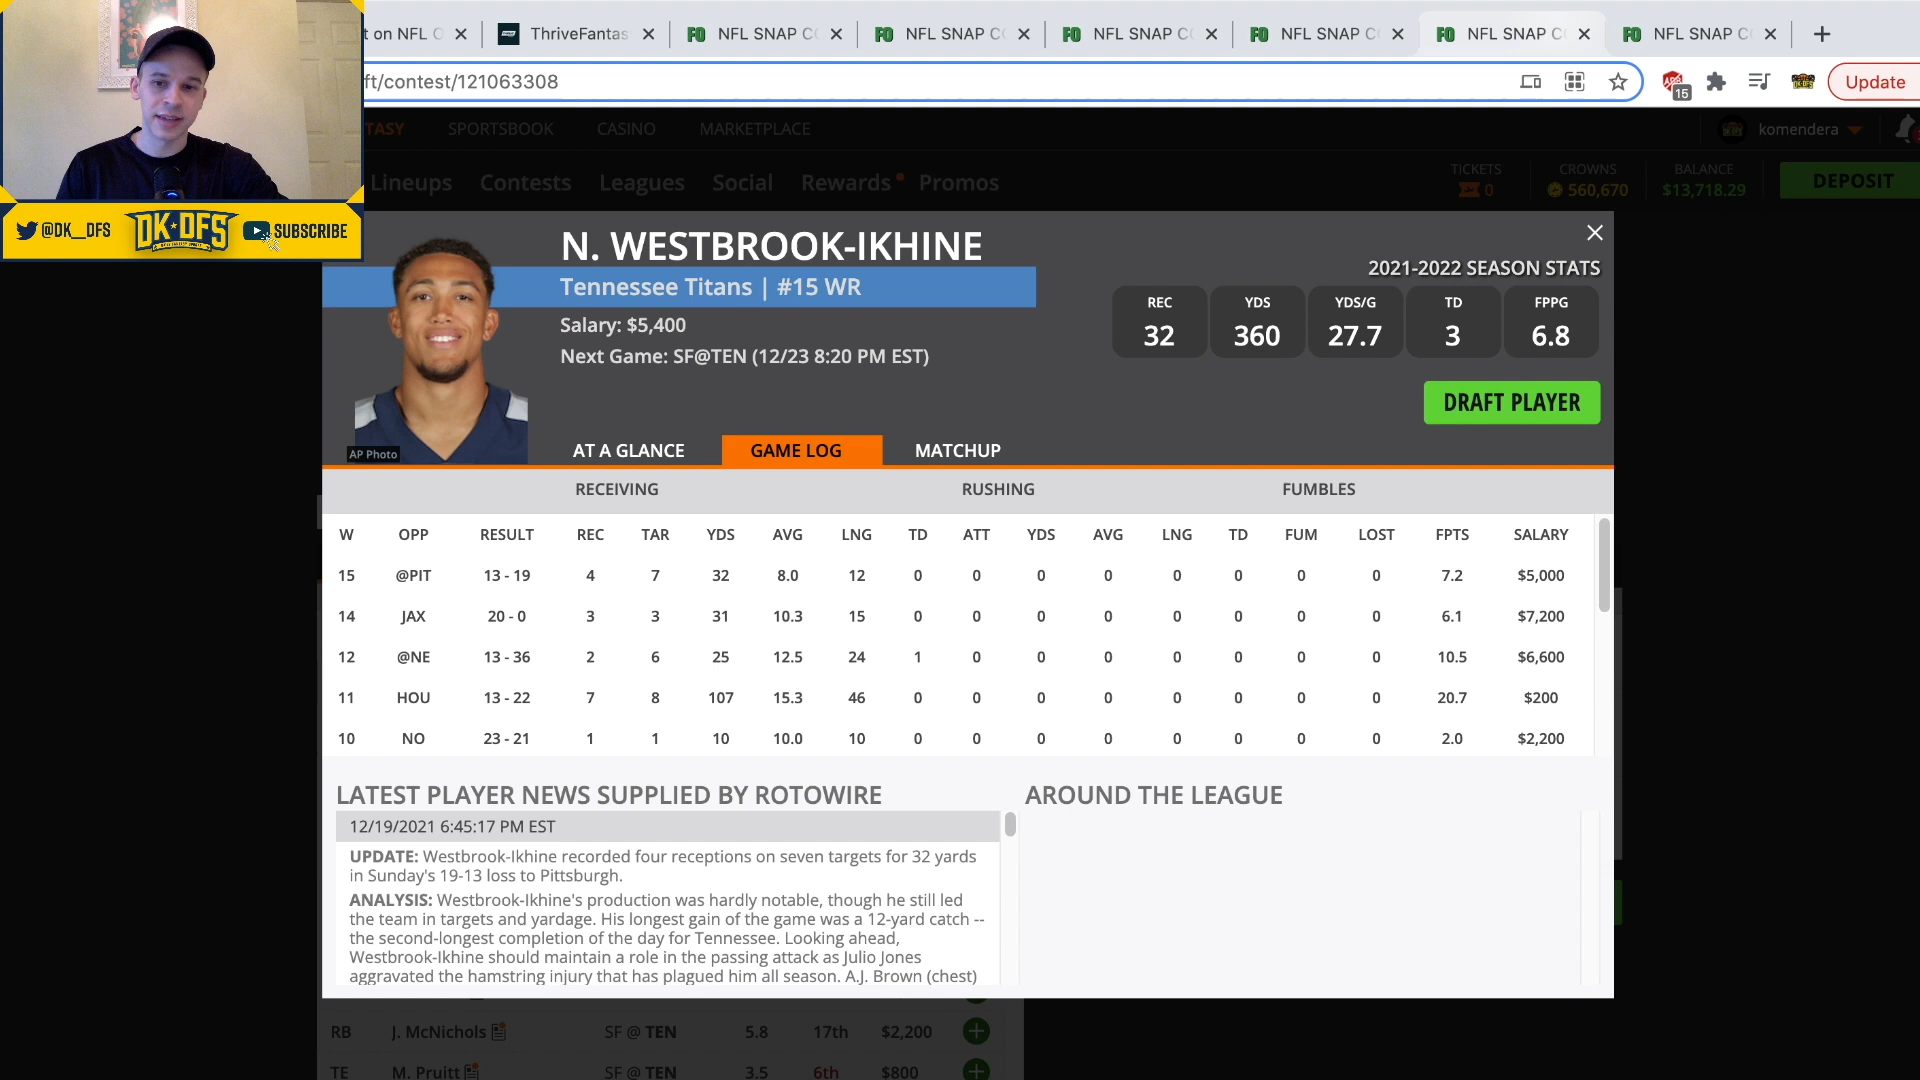 t on NFL
ThriveFantas
NFL SNAP
NFL SNAP
NFL SNAP
NFL SNAP
NFL SNAP
NFL SNAP
ft/contest/121063308
15
Update
TASY SPORTSBOOK CASINO MARKETPLACE
komendera
Lineups Contests Leagues Social Rewards Promos
TICKETS
0
CROWNS
560,670
BALANCE
$13,718.29
DEPOSIT
@DK__DFS
DK★DFS
SUBSCRIBE
N. WESTBROOK-IKHINE
Tennessee Titans | #15 WR
Salary: $5,400
Next Game: SF@TEN (12/23 8:20 PM EST)
AP Photo
2021-2022 SEASON STATS
REC YDS YDS/G TD FPPG
32 360 27.7 3 6.8
DRAFT PLAYER
AT A GLANCE GAME LOG MATCHUP
RECEIVING RUSHING FUMBLES
W OPP RESULT REC TAR YDS AVG LNG TD ATT YDS AVG LNG TD FUM LOST FPTS SALARY
15 @PIT 13 - 19 4 7 32 8.0 12 0 0 0 0 0 0 0 0 7.2 $5,000
14 JAX 20 - 0 3 3 31 10.3 15 0 0 0 0 0 0 0 0 6.1 $7,200
12 @NE 13 - 36 2 6 25 12.5 24 1 0 0 0 0 0 0 0 10.5 $6,600
11 HOU 13 - 22 7 8 107 15.3 46 0 0 0 0 0 0 0 0 20.7 $200
10 NO 23 - 21 1 1 10 10.0 10 0 0 0 0 0 0 0 0 2.0 $2,200
LATEST PLAYER NEWS SUPPLIED BY ROTOWIRE
12/19/2021 6:45:17 PM EST
UPDATE: Westbrook-Ikhine recorded four receptions on seven targets for 32 yards
in Sunday's 19-13 loss to Pittsburgh.
ANALYSIS: Westbrook-Ikhine's production was hardly notable, though he still led
the team in targets and yardage. His longest gain of the game was a 12-yard catch --
the second-longest completion of the day for Tennessee. Looking ahead,
Westbrook-Ikhine should maintain a role in the passing attack as Julio Jones
aggravated the hamstring injury that has plagued him all season. A.J. Brown (chest)
AROUND THE LEAGUE
RB J. McNichols SF @ TEN 5.8 17th $2,200
TE M. Pruitt SF @ TEN 3.5 6th $800